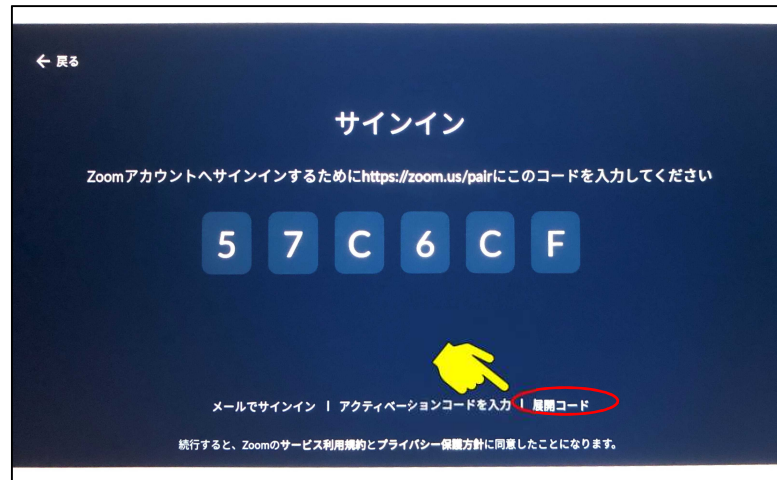 ← 戻る
サインイン
Zoomアカウントへサインインするためにhttps://zoom.us/pairにこのコードを入力してください
5 7 C 6 C F
メールでサインイン | アクティベーションコードを入力 | 展開コード
続行すると、Zoomのサービス利用規約とプライバシー保護方針に同意したことになります。